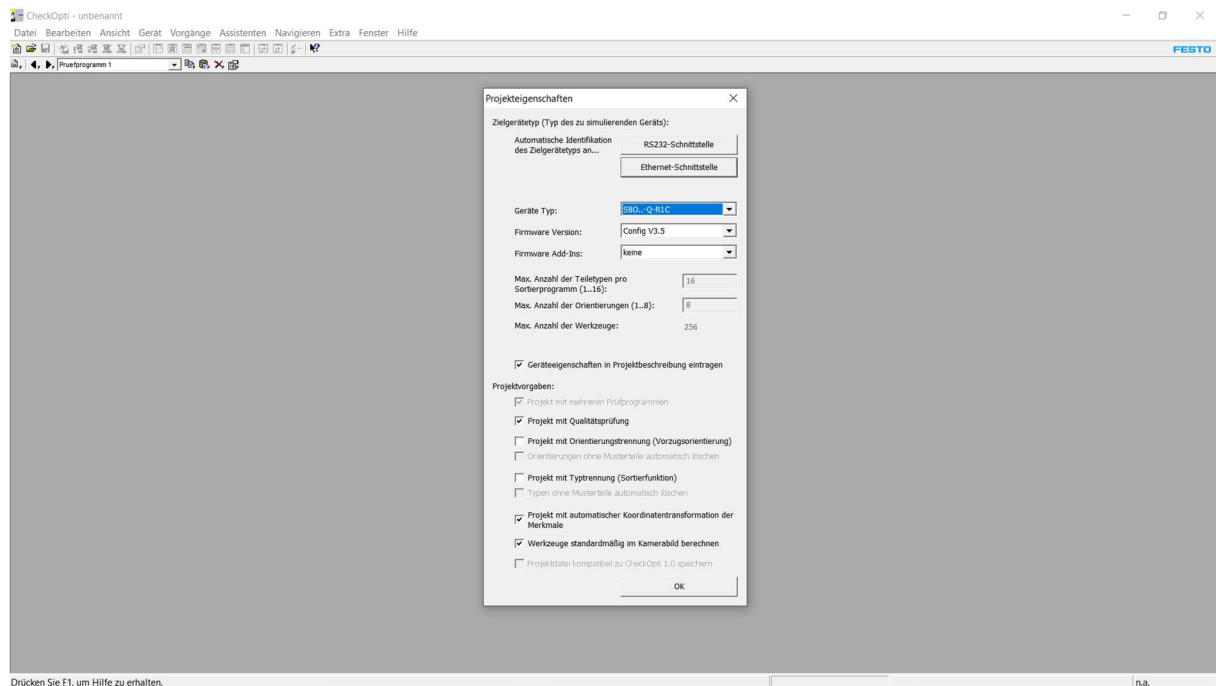 CheckOpti - unbenannt
Datei Bearbeiten Ansicht Gerät Vorgänge Assistenten Navigieren Extra Fenster Hilfe
FESTO
Pruefprogramm 1
Projekteigenschaften
Zielgerätetyp (Typ des zu simulierenden Geräts):
Automatische Identifikation
des Zielgerätetyps an...
RS232-Schnittstelle
Ethernet-Schnittstelle
Geräte Typ: SBO..-Q-R1C
Firmware Version: Config V3.5
Firmware Add-Ins: keine
Max. Anzahl der Teiletypen pro
Sortierprogramm (1..16): 16
Max. Anzahl der Orientierungen (1..8): 8
Max. Anzahl der Werkzeuge: 256
Geräteeigenschaften in Projektbeschreibung eintragen
Projektvorgaben:
Projekt mit mehreren Prüfprogrammen
Projekt mit Qualitätsprüfung
Projekt mit Orientierungstrennung (Vorzugsorientierung)
Orientierungen ohne Musterteile automatisch löschen
Projekt mit Typtrennung (Sortierfunktion)
Typen ohne Musterteile automatisch löschen
Projekt mit automatischer Koordinatentransformation der
Merkmale
Werkzeuge standardmäßig im Kamerabild berechnen
Projektdatei kompatibel zu CheckOpti 1.0 speichern
OK
Drücken Sie F1, um Hilfe zu erhalten.
n.a.